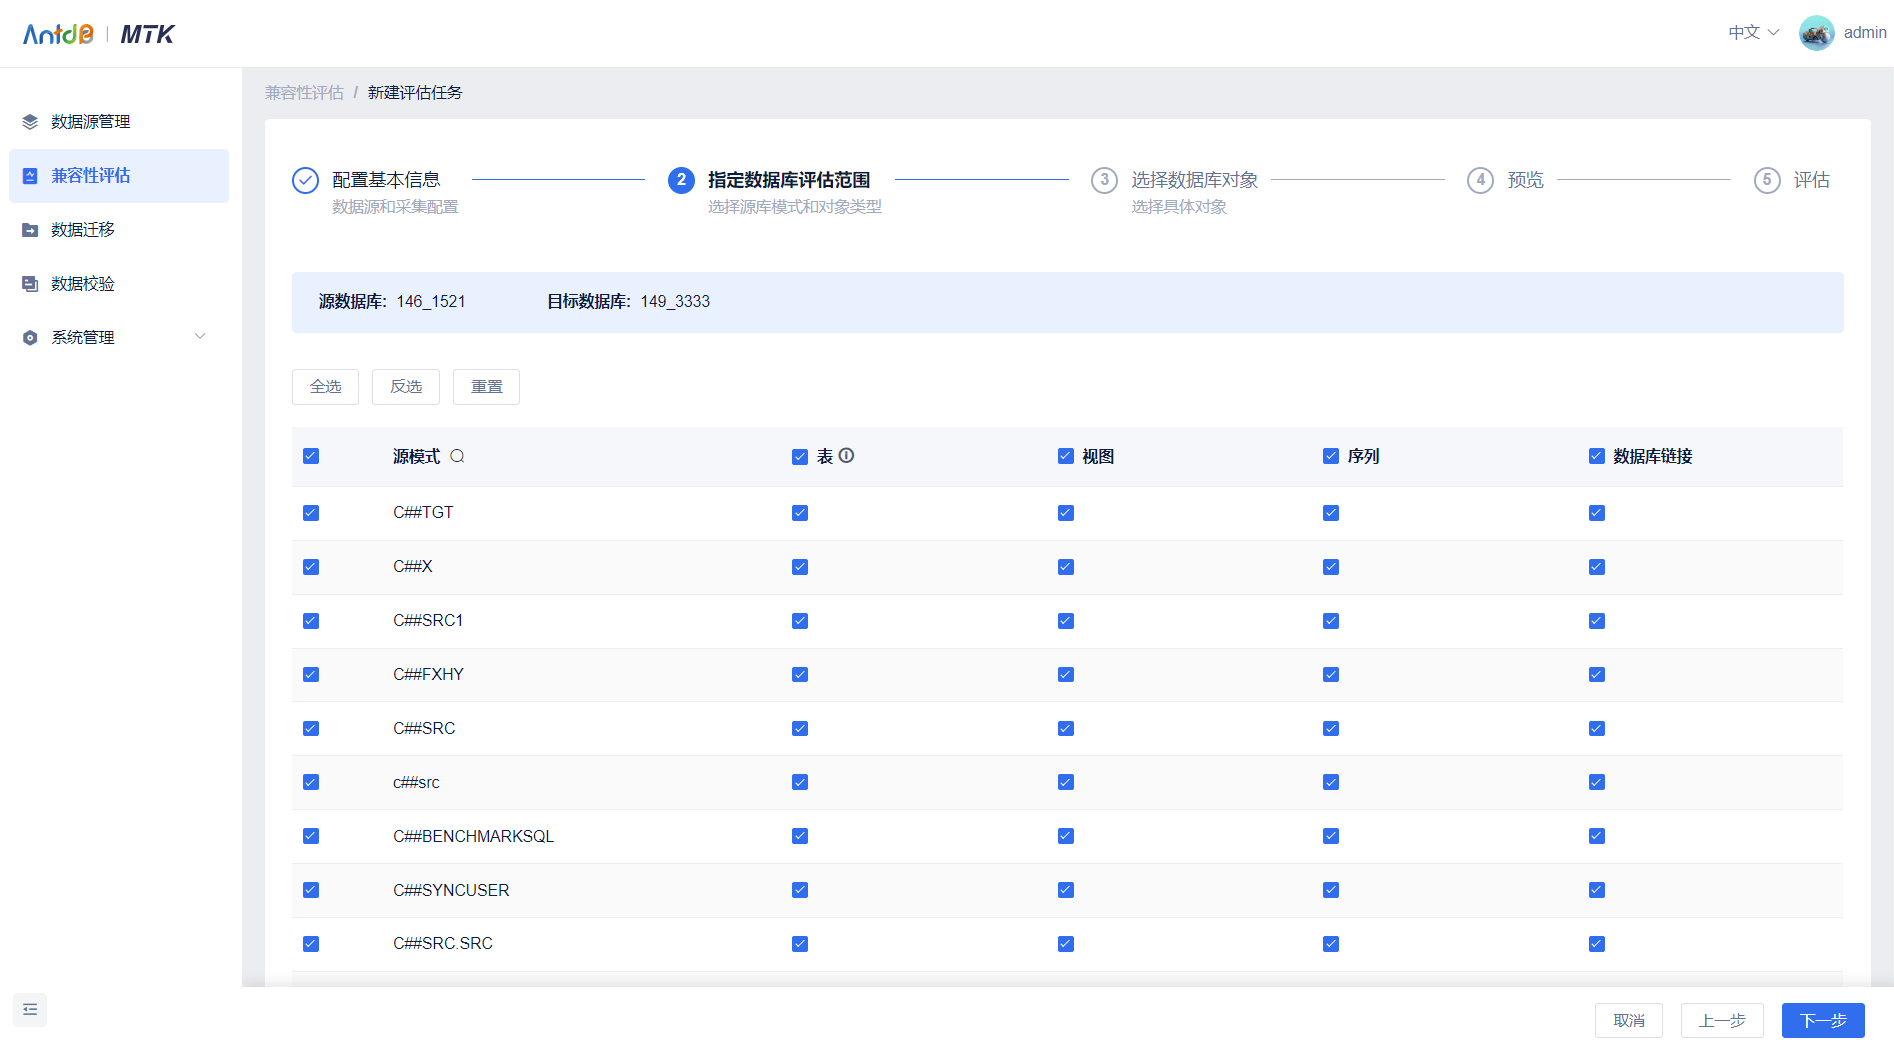 AntdB | MTK
中文
admin
数据源管理
兼容性评估
数据迁移
数据校验
系统管理
兼容性评估 / 新建评估任务
配置基本信息
数据源和采集配置
2 指定数据库评估范围
选择源库模式和对象类型
3 选择数据库对象
选择具体对象
4 预览
5 评估
源数据库: 146_1521 目标数据库: 149_3333
全选 反选 重置
源模式 表 视图 序列 数据库链接
C##TGT
C##X
C##SRC1
C##FXHY
C##SRC
c##src
C##BENCHMARKSQL
C##SYNCUSER
C##SRC.SRC
取消 上一步 下一步